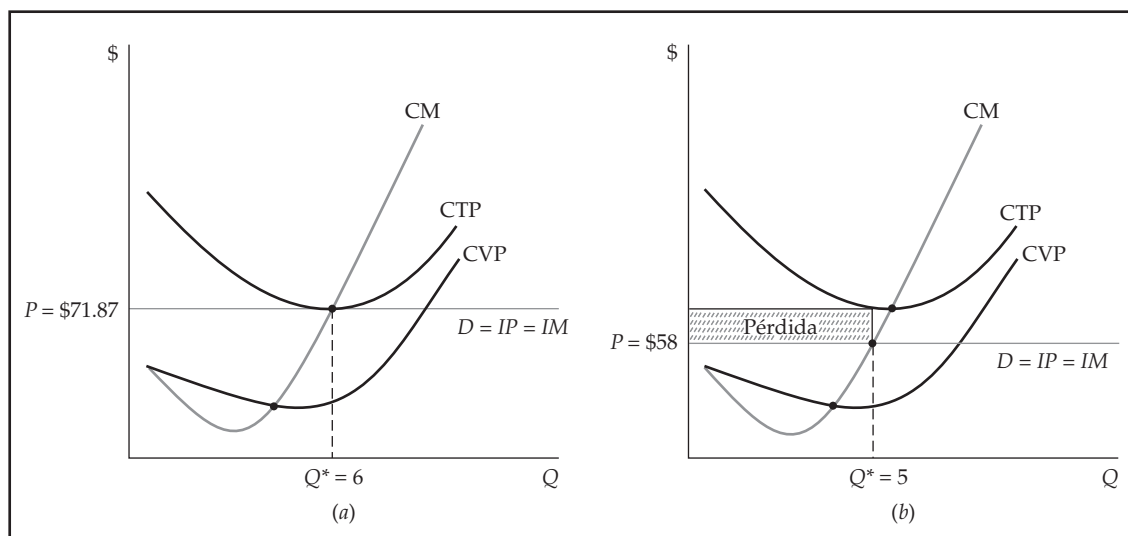 $
CM
CTP
CVP
P = $71.87
D = IP = IM
Q* = 6
Q
(a)
$
CM
CTP
CVP
Pérdida
P = $58
D = IP = IM
Q* = 5
Q
(b)